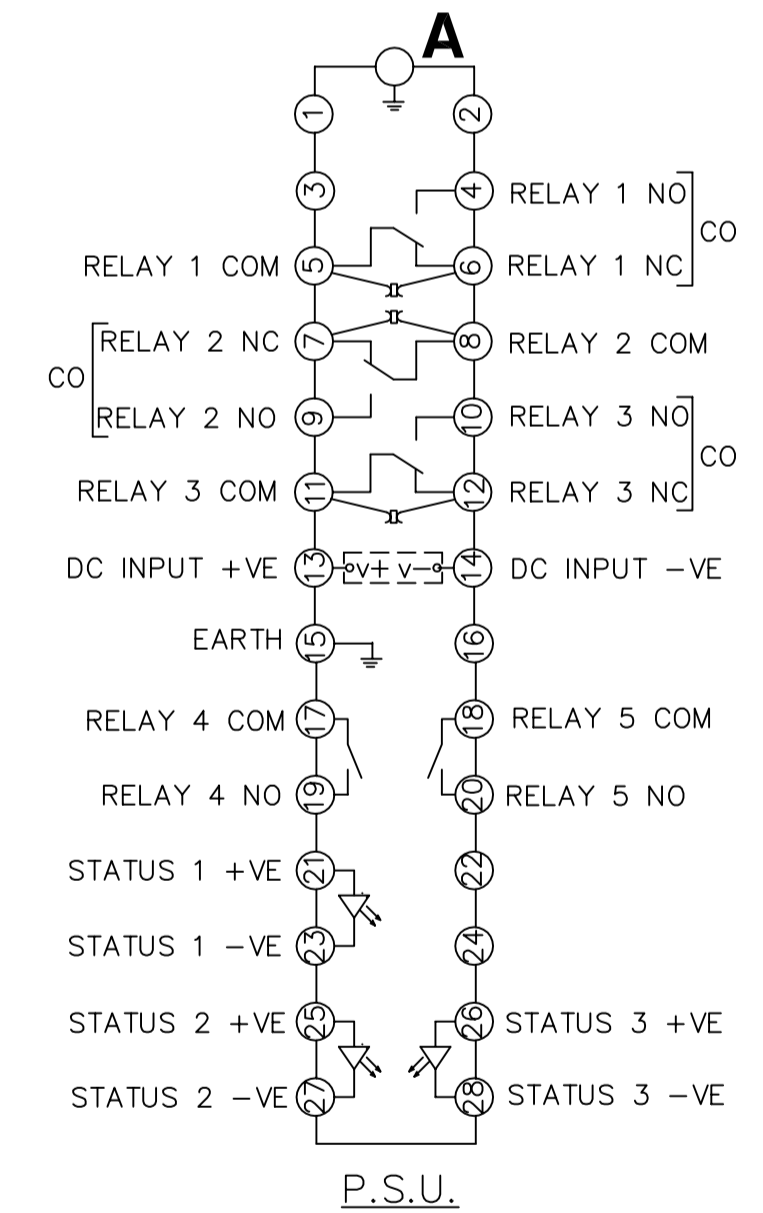 A
1 2
3 4 RELAY 1 NO
CO
RELAY 1 COM 5 6 RELAY 1 NC
RELAY 2 NC 7 8 RELAY 2 COM
CO
RELAY 2 NO 9 10 RELAY 3 NO
CO
RELAY 3 COM 11 12 RELAY 3 NC
DC INPUT +VE 13 V+ V− 14 DC INPUT −VE
EARTH 15 16
RELAY 4 COM 17 18 RELAY 5 COM
RELAY 4 NO 19 20 RELAY 5 NO
STATUS 1 +VE 21 22
STATUS 1 −VE 23 24
STATUS 2 +VE 25 26 STATUS 3 +VE
STATUS 2 −VE 27 28 STATUS 3 −VE
P.S.U.